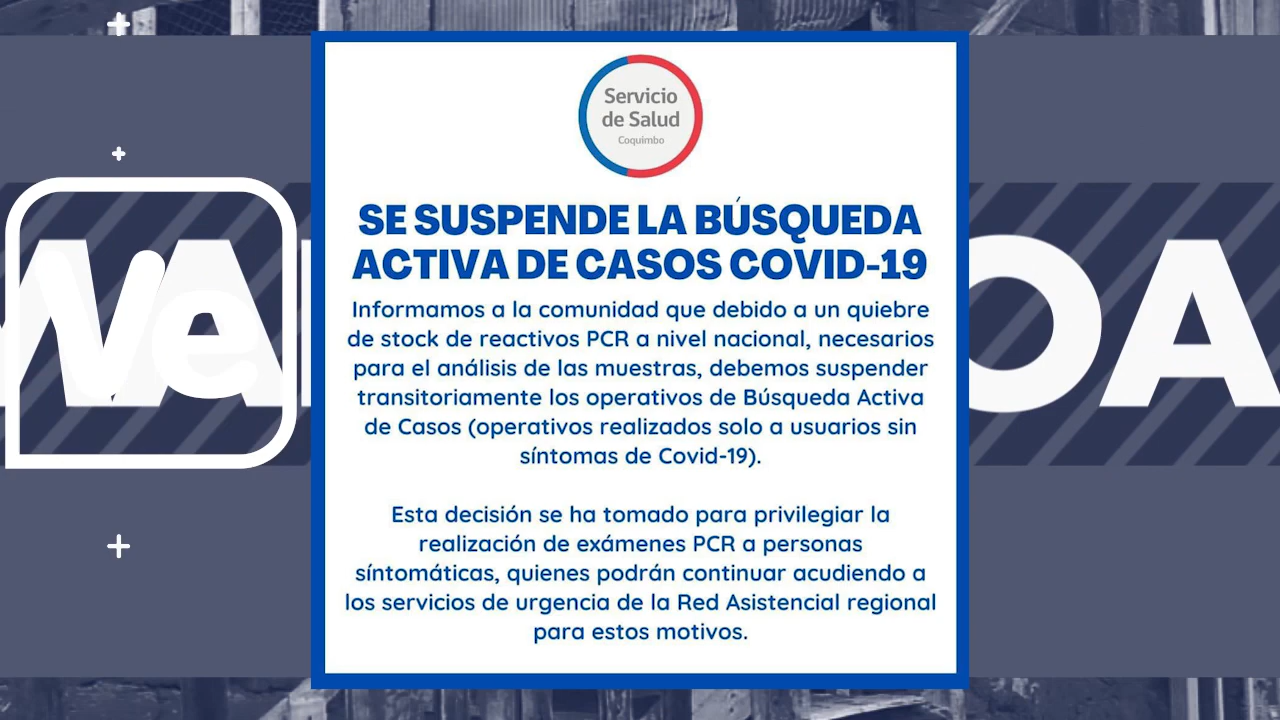 Servicio
de Salud
Coquimbo
SE SUSPENDE LA BÚSQUEDA
ACTIVA DE CASOS COVID-19
Informamos a la comunidad que debido a un quiebre
de stock de reactivos PCR a nivel nacional, necesarios
para el análisis de las muestras, debemos suspender
transitoriamente los operativos de Búsqueda Activa
de Casos (operativos realizados solo a usuarios sin
síntomas de Covid-19).
Esta decisión se ha tomado para privilegiar la
realización de exámenes PCR a personas
síntomáticas, quienes podrán continuar acudiendo a
los servicios de urgencia de la Red Asistencial regional
para estos motivos.
Ve
OA